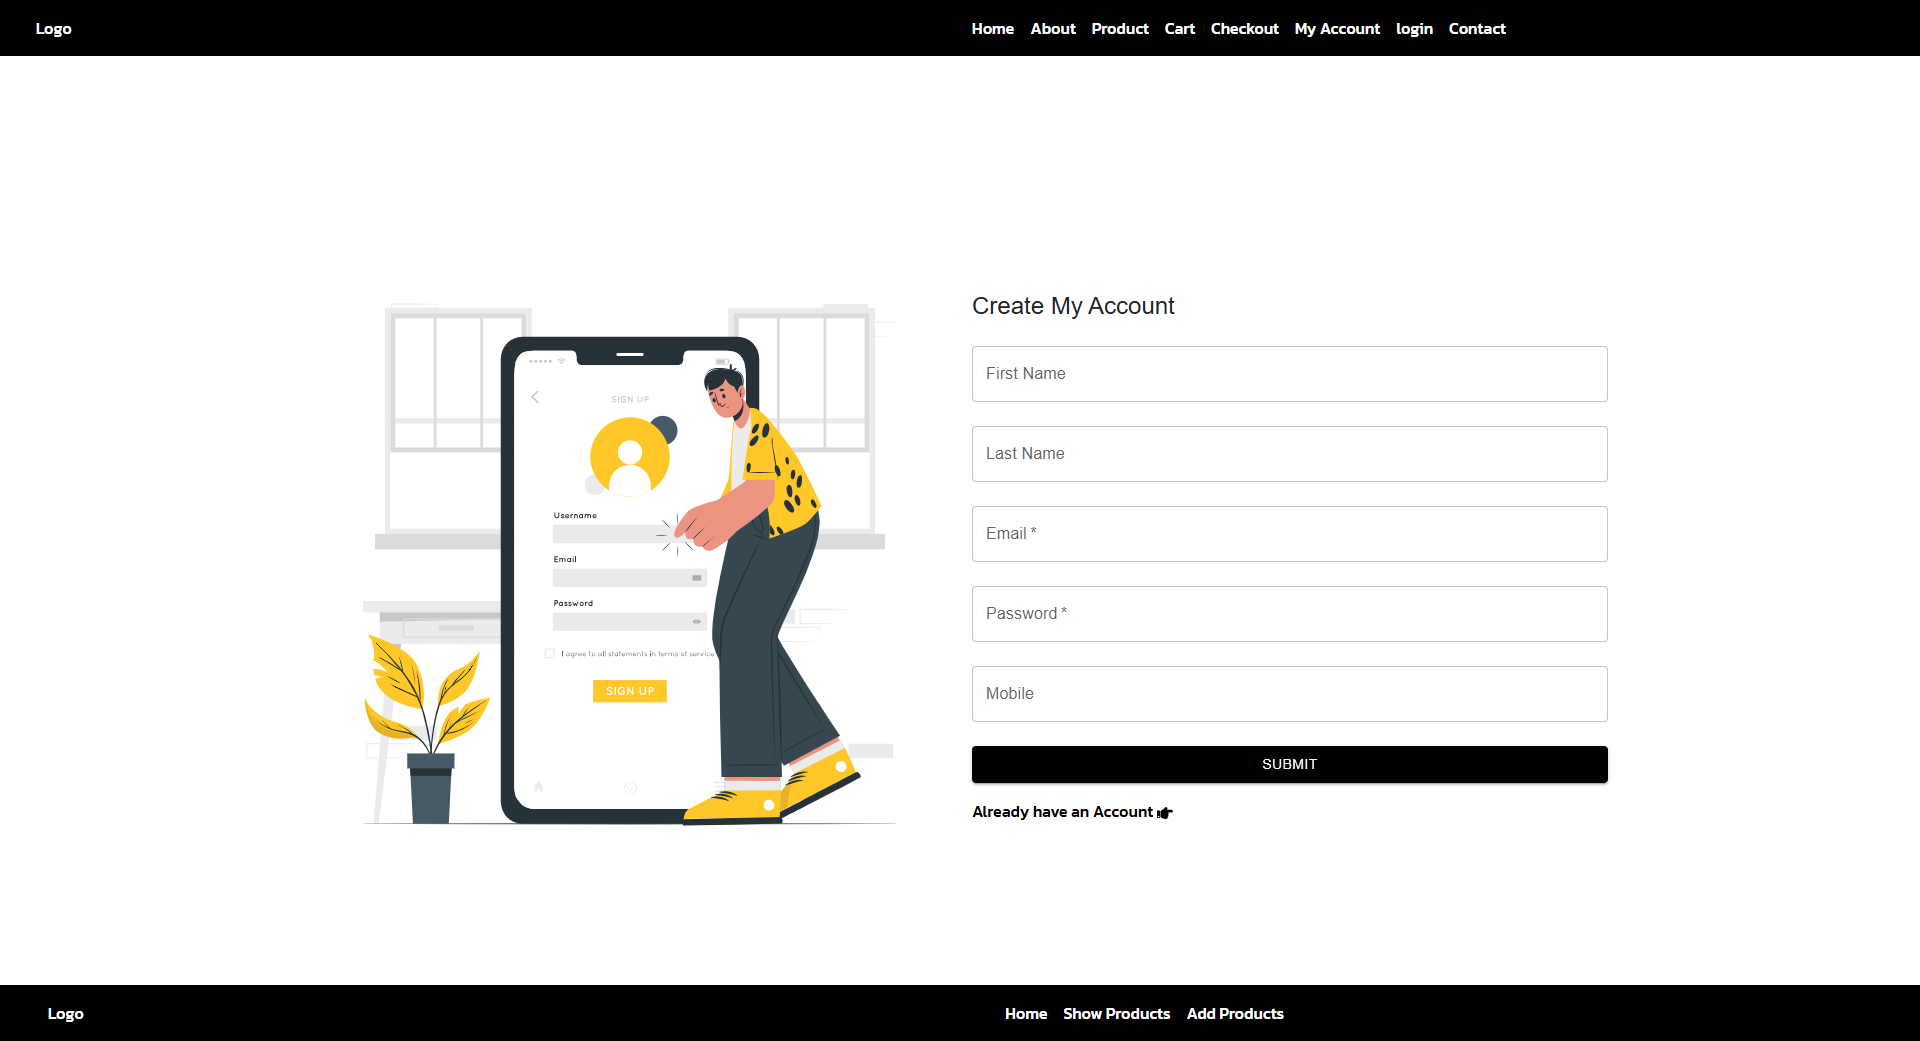 Logo
Home About Product Cart Checkout My Account login Contact
SIGN UP
Username
Email
Password
I agree to all statements in terms of service
SIGN UP
Create My Account
First Name
Last Name
Email *
Password *
Mobile
SUBMIT
Already have an Account
Logo
Home Show Products Add Products